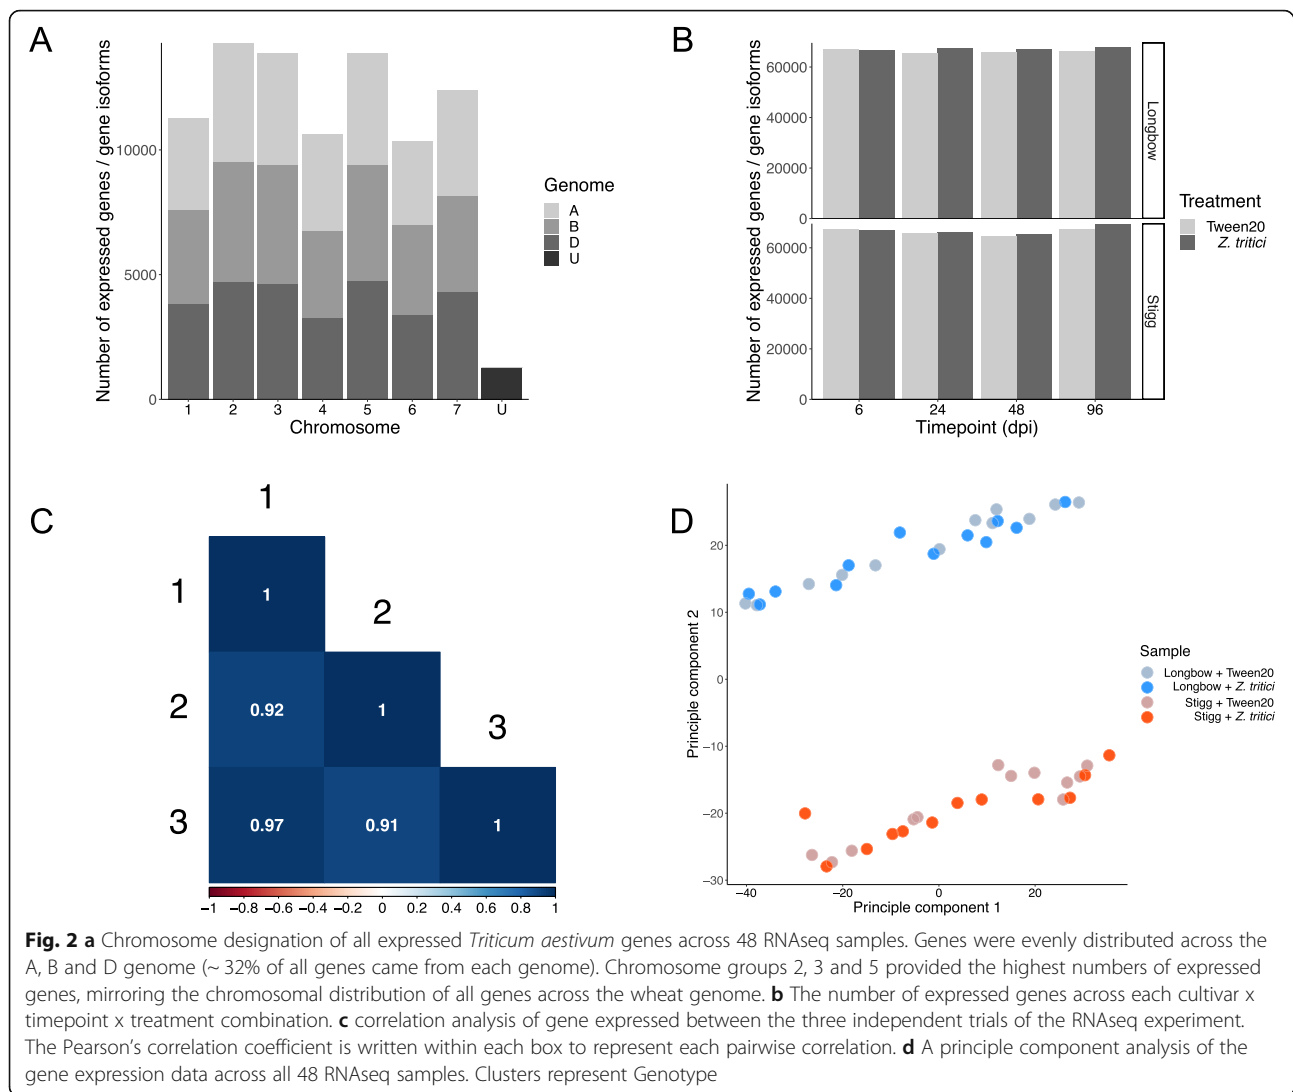 A
Number of expressed genes / gene isoforms
10000
5000
0
1 2 3 4 5 6 7 U
Chromosome
Genome
A
B
D
U
B
Number of expressed genes / gene isoforms
60000
40000
20000
0
Longbow
60000
40000
20000
0
Stigg
6 24 48 96
Timepoint (dpi)
Treatment
Tween20
Z. tritici
C
1
1
1
2
2
0.92
1
3
3
0.97
0.91
1
−1 −0.8 −0.6 −0.4 −0.2 0 0.2 0.4 0.6 0.8 1
D
Principle component 2
20
10
0
−10
−20
−30
−40 −20 0 20
Principle component 1
Sample
Longbow + Tween20
Longbow + Z. tritici
Stigg + Tween20
Stigg + Z. tritici
Fig. 2 a Chromosome designation of all expressed Triticum aestivum genes across 48 RNAseq samples. Genes were evenly distributed across the
A, B and D genome (~ 32% of all genes came from each genome). Chromosome groups 2, 3 and 5 provided the highest numbers of expressed
genes, mirroring the chromosomal distribution of all genes across the wheat genome. b The number of expressed genes across each cultivar x
timepoint x treatment combination. c correlation analysis of gene expressed between the three independent trials of the RNAseq experiment.
The Pearson's correlation coefficient is written within each box to represent each pairwise correlation. d A principle component analysis of the
gene expression data across all 48 RNAseq samples. Clusters represent Genotype